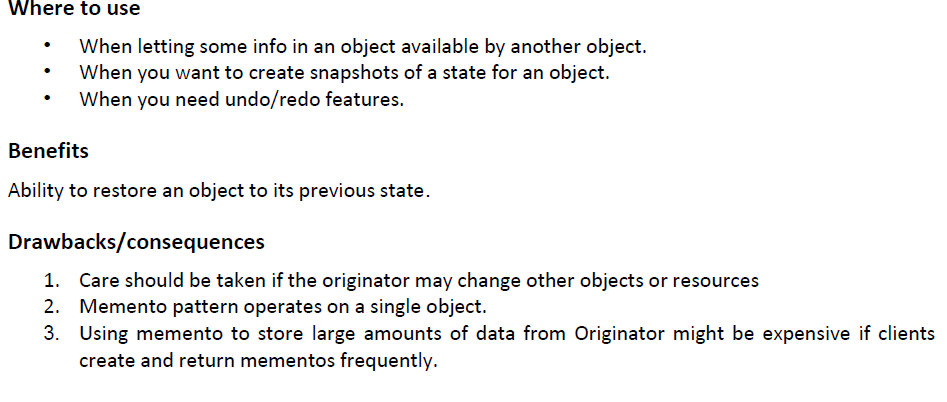 Where to use
• When letting some info in an object available by another object.
• When you want to create snapshots of a state for an object.
• When you need undo/redo features.
Benefits
Ability to restore an object to its previous state.
Drawbacks/consequences
1. Care should be taken if the originator may change other objects or resources
2. Memento pattern operates on a single object.
3. Using memento to store large amounts of data from Originator might be expensive if clients
create and return mementos frequently.